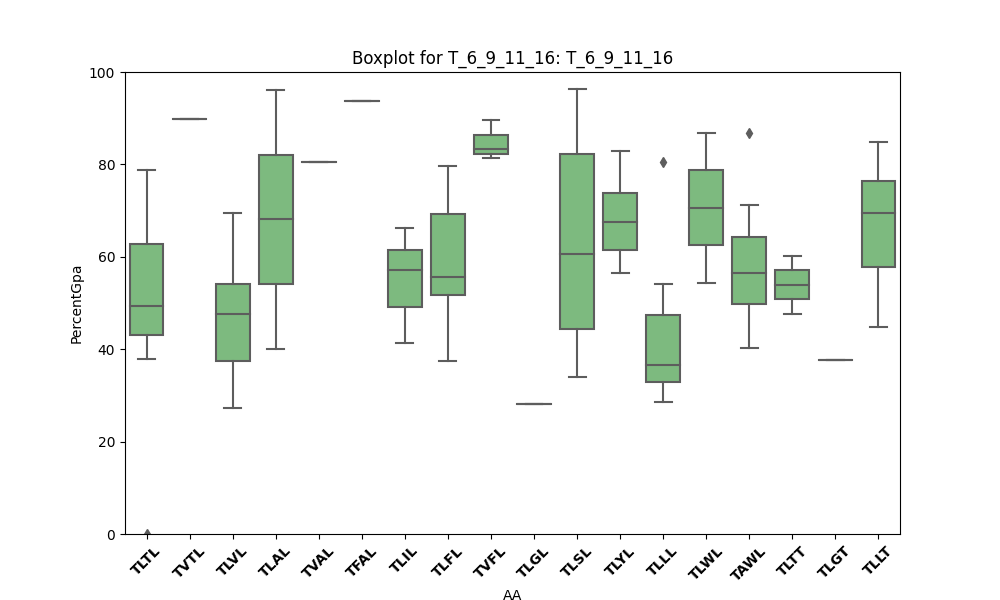 Boxplot for T_6_9_11_16: T_6_9_11_16
PercentGpa
100
80
60
40
20
0
TLTL TVTL TLVL TLAL TVAL TFAL TLIL TLFL TVFL TLGL TLSL TLYL TLLL TLWL TAWL TLTT TLGT TLLT
AA